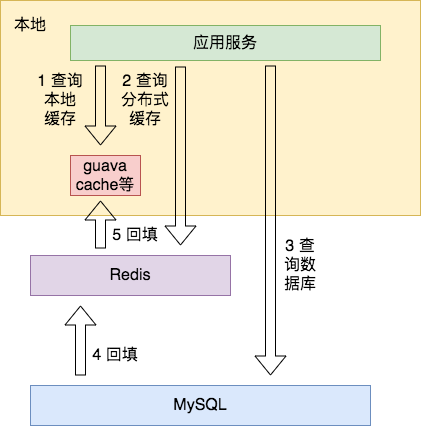 本地
应用服务
1 查询
本地
缓存
2 查询
分布式
缓存
guava
cache等
5 回填
Redis
3 查
询数
据库
4 回填
MySQL